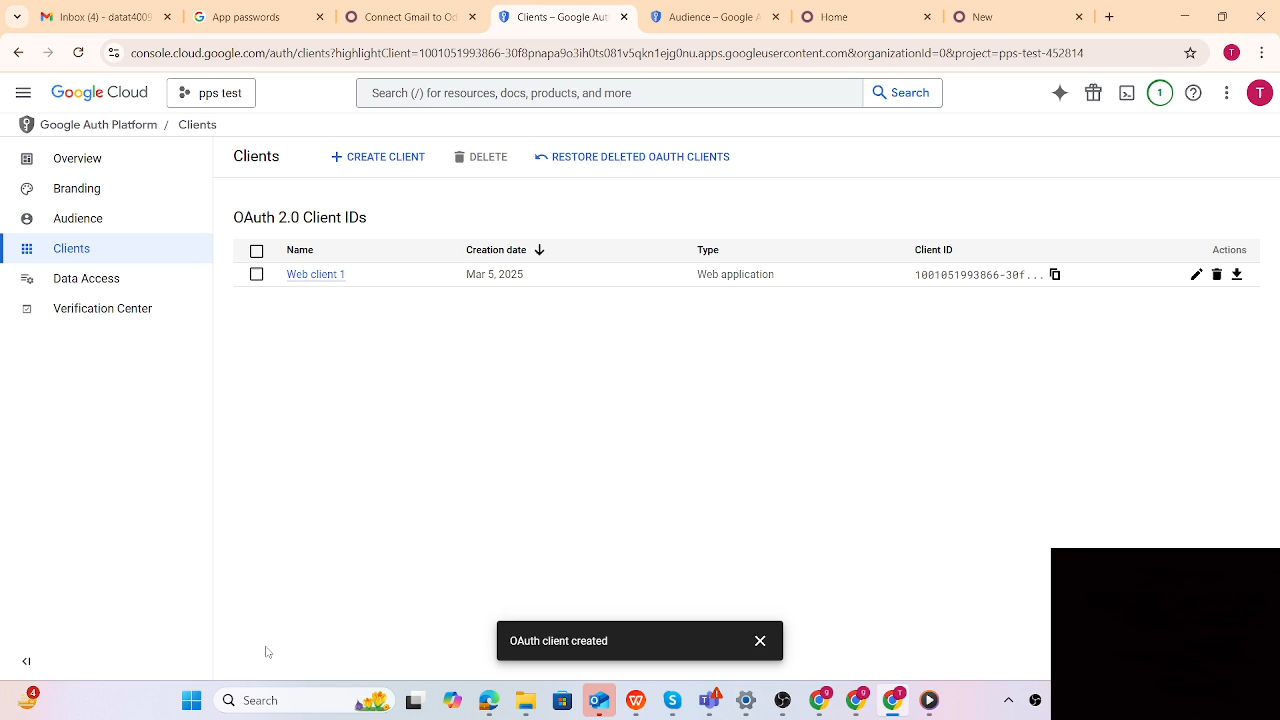 Inbox (4) - datat4009
App passwords
Connect Gmail to Od
Clients – Google Aut
Audience – Google A
Home
New
console.cloud.google.com/auth/clients?highlightClient=1001051993866-30f8pnapa9o3ih0ts081v5qkn1ejg0nu.apps.googleusercontent.com&organizationId=0&project=pps-test-452814
T
Google Cloud
pps test
Search (/) for resources, docs, products, and more
Search
1
T
Google Auth Platform / Clients
Overview
Branding
Audience
Clients
Data Access
Verification Center
Clients
CREATE CLIENT
DELETE
RESTORE DELETED OAUTH CLIENTS
OAuth 2.0 Client IDs
Name Creation date Type Client ID Actions
Web client 1 Mar 5, 2025 Web application 1001051993866-30f...
OAuth client created
4
Search